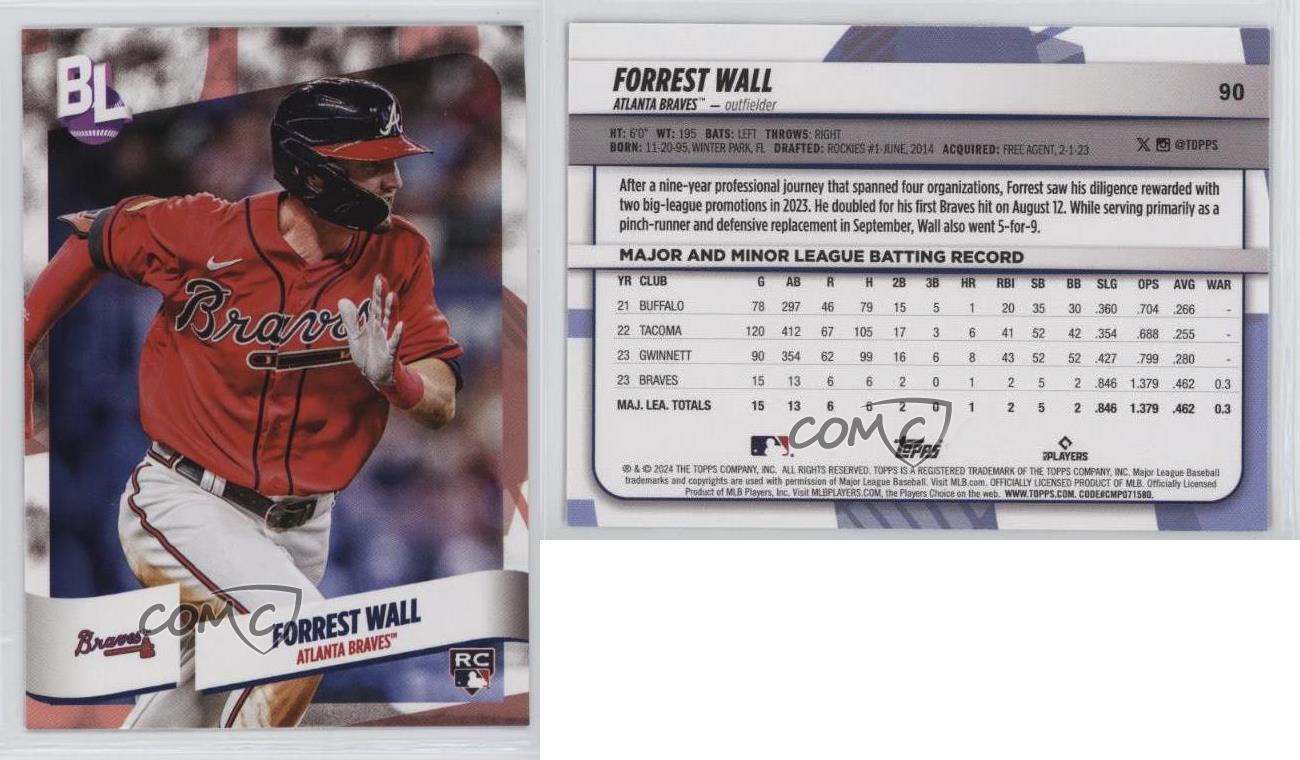 BL
A
Braves
COMC
Braves™
FORREST WALL
ATLANTA BRAVES™
RC
FORREST WALL
ATLANTA BRAVES™ — outfielder
90
HT: 6'0" WT: 195 BATS: LEFT THROWS: RIGHT
BORN: 11-20-95, WINTER PARK, FL DRAFTED: ROCKIES #1-JUNE, 2014 ACQUIRED: FREE AGENT, 2-1-23
@TOPPS
After a nine-year professional journey that spanned four organizations, Forrest saw his diligence rewarded with
two big-league promotions in 2023. He doubled for his first Braves hit on August 12. While serving primarily as a
pinch-runner and defensive replacement in September, Wall also went 5-for-9.
MAJOR AND MINOR LEAGUE BATTING RECORD
YR CLUB G AB R H 2B 3B HR RBI SB BB SLG OPS AVG WAR
21 BUFFALO 78 297 46 79 15 5 1 20 35 30 .360 .704 .266 -
22 TACOMA 120 412 67 105 17 3 6 41 52 42 .354 .688 .255 -
23 GWINNETT 90 354 62 99 16 6 8 43 52 52 .427 .799 .280 -
23 BRAVES 15 13 6 6 2 0 1 2 5 2 .846 1.379 .462 0.3
MAJ. LEA. TOTALS 15 13 6 6 2 0 1 2 5 2 .846 1.379 .462 0.3
COMC
topps
PLAYERS
® & © 2024 THE TOPPS COMPANY, INC. ALL RIGHTS RESERVED. TOPPS IS A REGISTERED TRADEMARK OF THE TOPPS COMPANY, INC. Major League Baseball
trademarks and copyrights are used with permission of Major League Baseball. Visit MLB.com. OFFICIALLY LICENSED PRODUCT OF MLB. Officially Licensed
Product of MLB Players, Inc. Visit MLBPLAYERS.COM, the Players Choice on the web. WWW.TOPPS.COM. CODE#CMP071580.